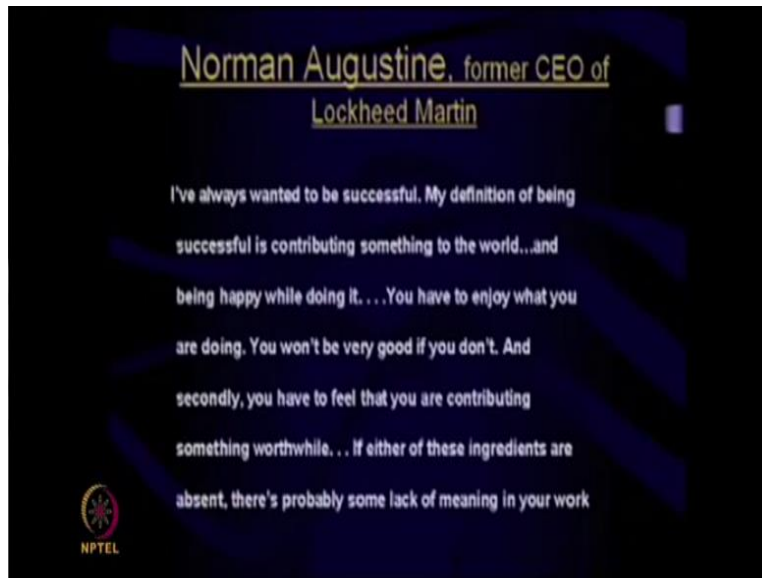 Norman Augustine, former CEO of
Lockheed Martin
I've always wanted to be successful. My definition of being
successful is contributing something to the world...and
being happy while doing it. . . .You have to enjoy what you
are doing. You won't be very good if you don't. And
secondly, you have to feel that you are contributing
something worthwhile. . . If either of these ingredients are
absent, there's probably some lack of meaning in your work
NPTEL